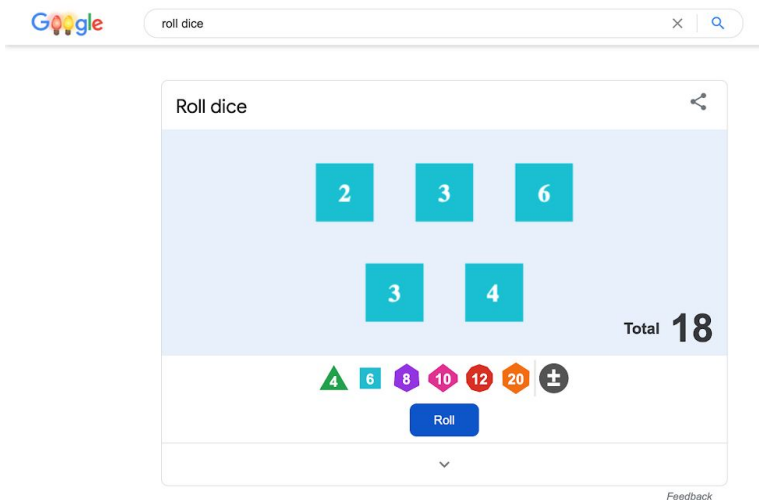 Google
roll dice
Roll dice
2 3 6
3 4
Total 18
4 6 8 10 12 20 ±
Roll
Feedback